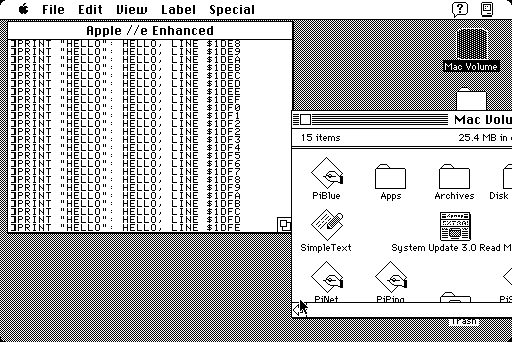 File Edit View Label Special
Apple //e Enhanced
]PRINT "HELLO": HELLO, LINE $1DE8
]PRINT "HELLO": HELLO, LINE $1DE9
]PRINT "HELLO": HELLO, LINE $1DEA
]PRINT "HELLO": HELLO, LINE $1DEB
]PRINT "HELLO": HELLO, LINE $1DEC
]PRINT "HELLO": HELLO, LINE $1DED
]PRINT "HELLO": HELLO, LINE $1DEE
]PRINT "HELLO": HELLO, LINE $1DEF
]PRINT "HELLO": HELLO, LINE $1DF0
]PRINT "HELLO": HELLO, LINE $1DF1
]PRINT "HELLO": HELLO, LINE $1DF2
]PRINT "HELLO": HELLO, LINE $1DF2
]PRINT "HELLO": HELLO, LINE $1DF3
]PRINT "HELLO": HELLO, LINE $1DF4
]PRINT "HELLO": HELLO, LINE $1DF5
]PRINT "HELLO": HELLO, LINE $1DF6
]PRINT "HELLO": HELLO, LINE $1DF7
]PRINT "HELLO": HELLO, LINE $1DF8
]PRINT "HELLO": HELLO, LINE $1DF9
]PRINT "HELLO": HELLO, LINE $1DFA
]PRINT "HELLO": HELLO, LINE $1DFB
]PRINT "HELLO": HELLO, LINE $1DFC
]PRINT "HELLO": HELLO, LINE $1DFD
]PRINT "HELLO": HELLO, LINE $1DFE
Mac Volume
Mac Volu
15 items 25.4 MB in
PiBlue Apps Archives Disk
SimpleText System Update 3.0 Read M
PiNet PiPing PiS
Trash